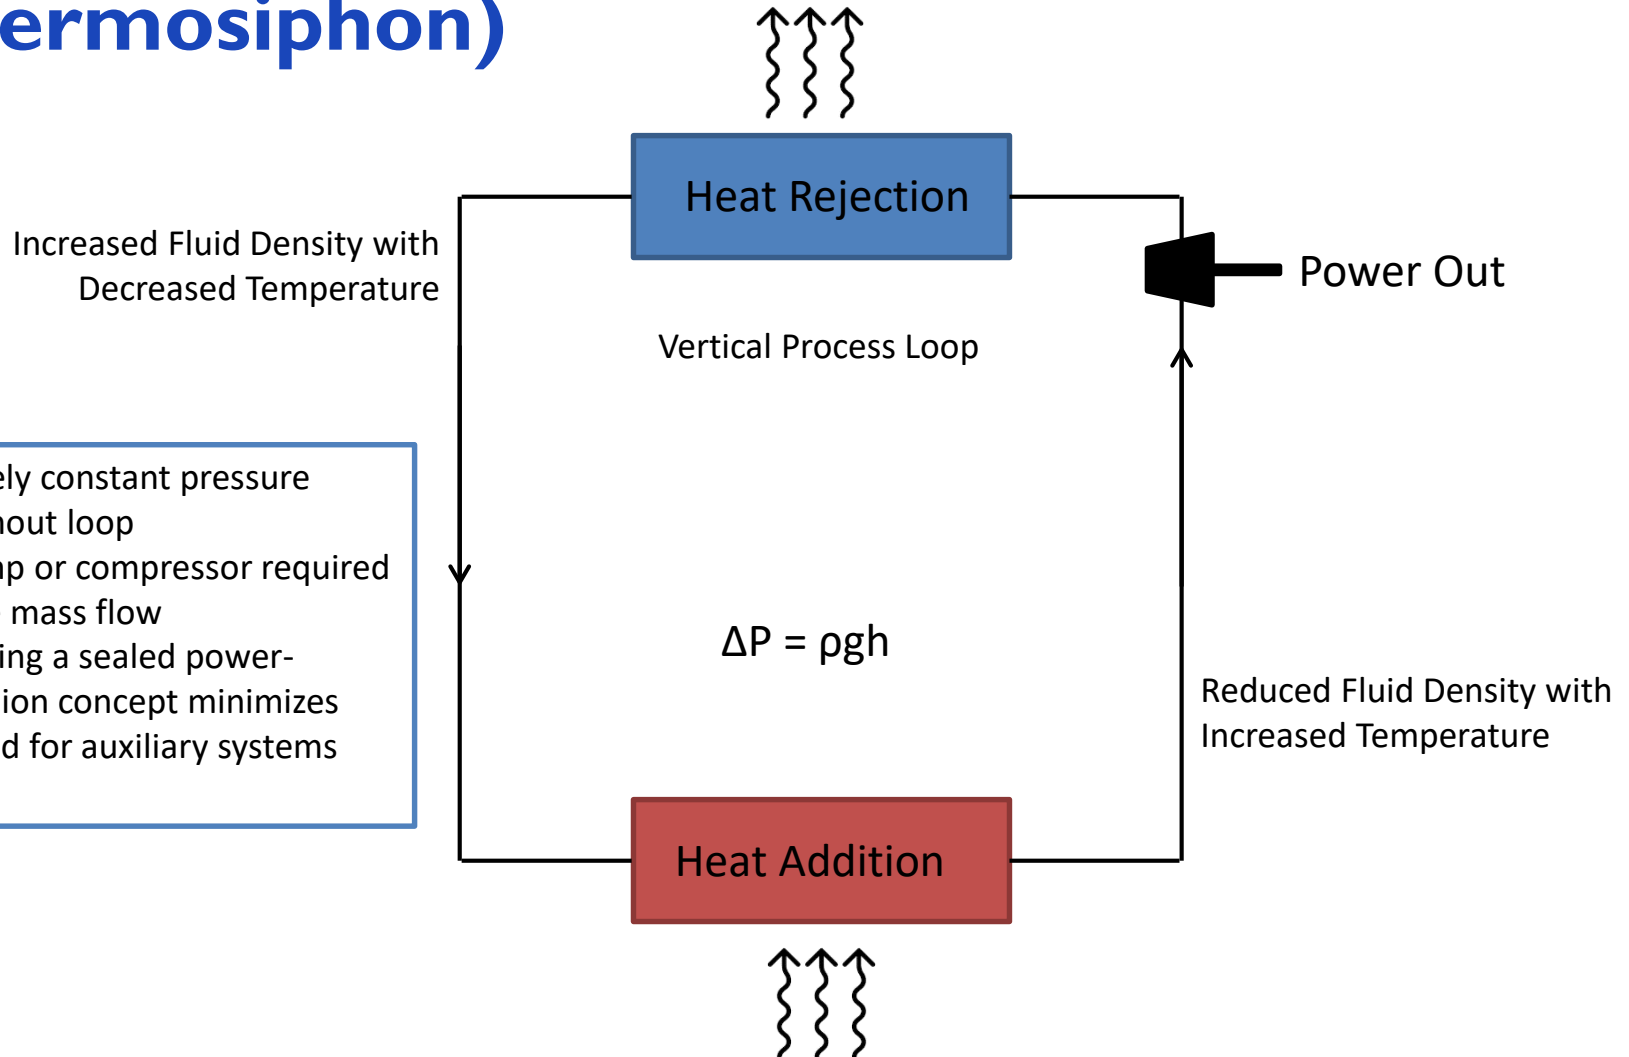 ermosiphon)
Heat Rejection
Increased Fluid Density with
Decreased Temperature
Power Out
Vertical Process Loop
ely constant pressure
hout loop
p or compressor required
mass flow
ing a sealed power-
ion concept minimizes
d for auxiliary systems
ΔP = ρgh
Reduced Fluid Density with
Increased Temperature
Heat Addition